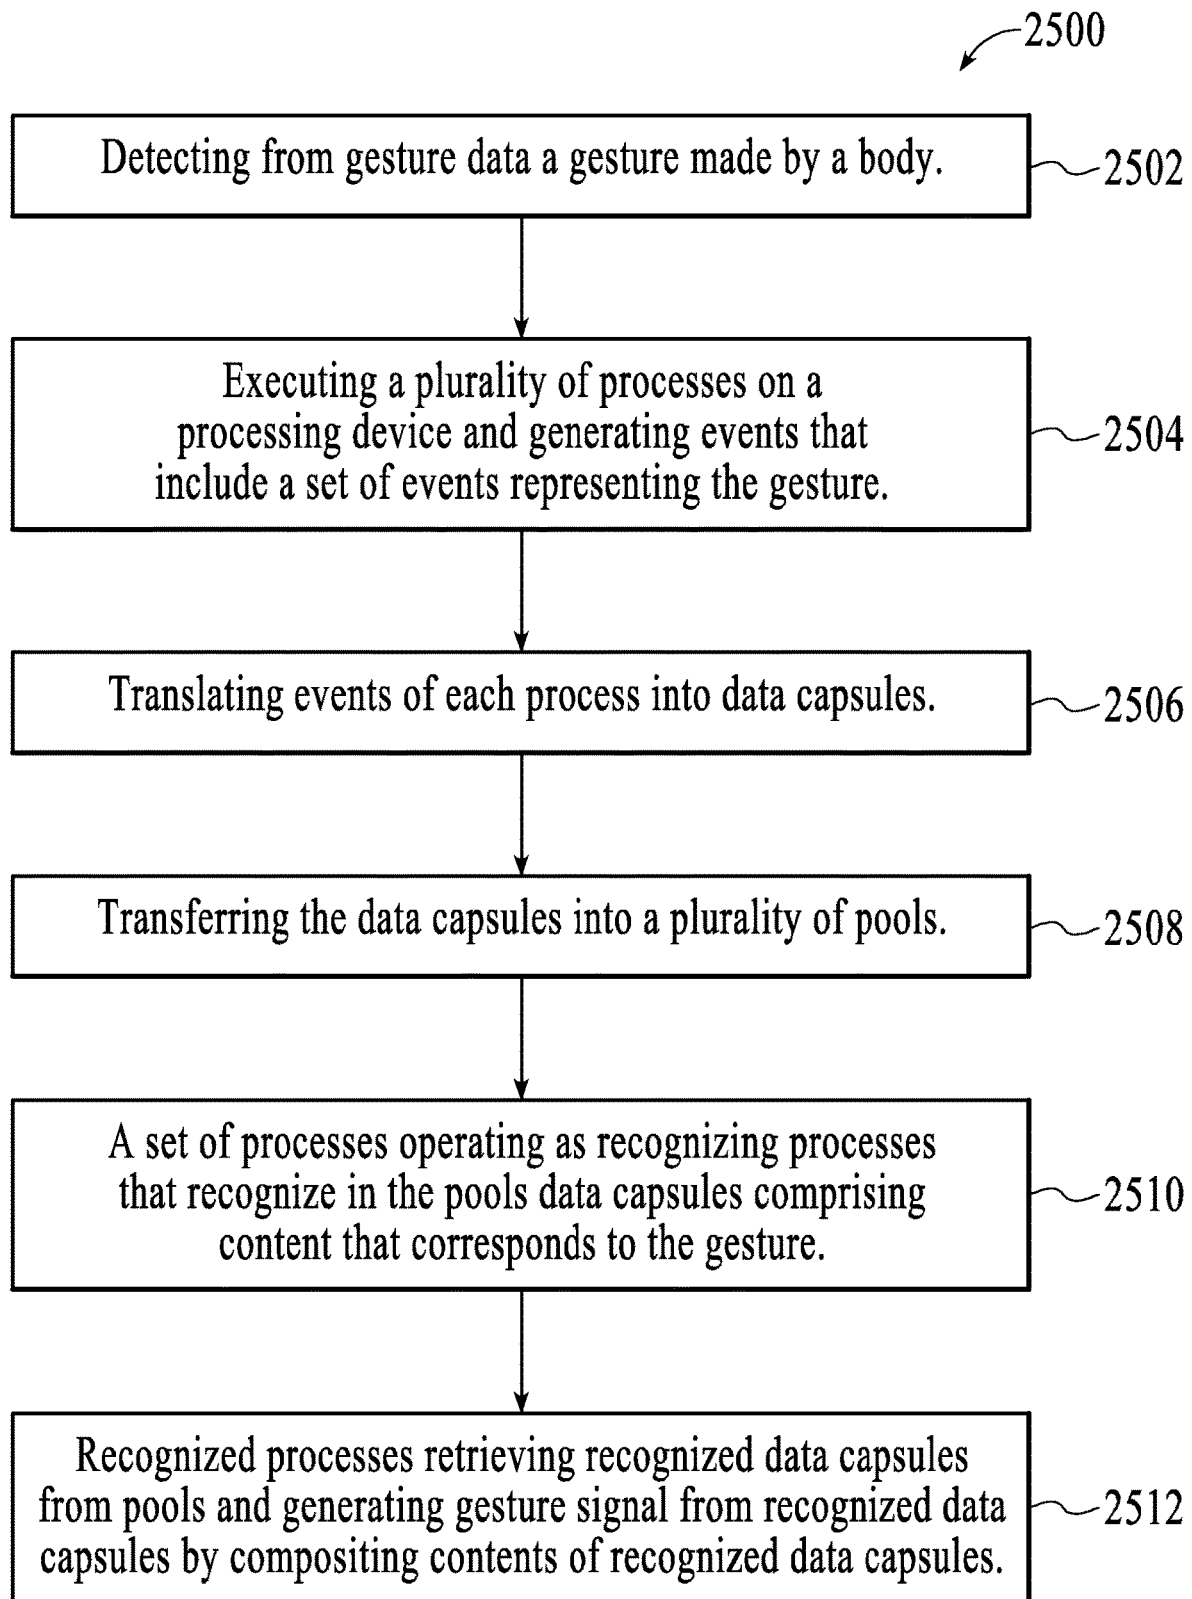 2500
Detecting from gesture data a gesture made by a body.
2502
Executing a plurality of processes on a
processing device and generating events that
include a set of events representing the gesture.
2504
Translating events of each process into data capsules.
2506
Transferring the data capsules into a plurality of pools.
2508
A set of processes operating as recognizing processes
that recognize in the pools data capsules comprising
content that corresponds to the gesture.
2510
Recognized processes retrieving recognized data capsules
from pools and generating gesture signal from recognized data
capsules by compositing contents of recognized data capsules.
2512